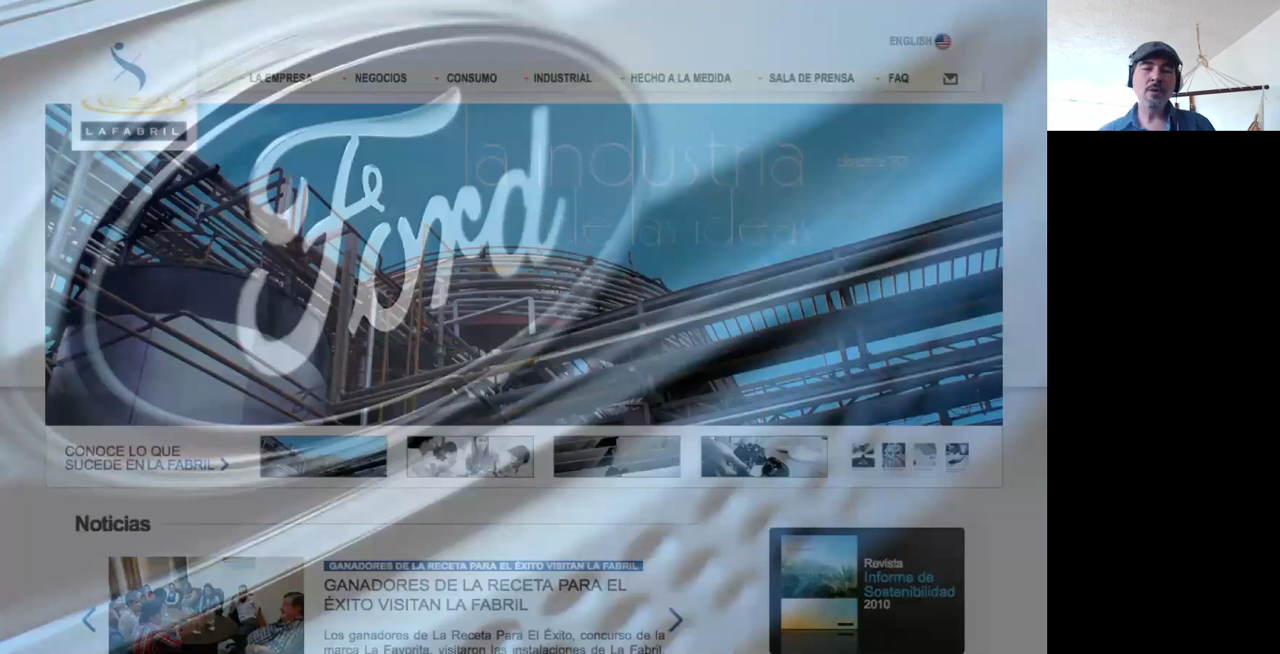 ENGLISH
LA EMPRESA NEGOCIOS CONSUMO INDUSTRIAL HECHO A LA MEDIDA SALA DE PRENSA FAQ
LAFABRIL
Ford
la industria
de las ideas
CONOCE LO QUE
SUCEDE EN LA FABRIL
Noticias
GANADORES DE LA RECETA PARA EL ÉXITO VISITAN LA FABRIL
GANADORES DE LA RECETA PARA EL
ÉXITO VISITAN LA FABRIL
Los ganadores de La Receta Para El Éxito, concurso de la
marca La Favorita, visitaron las instalaciones de La Fabril,
Revista
Informe de
Sostenibilidad
2010